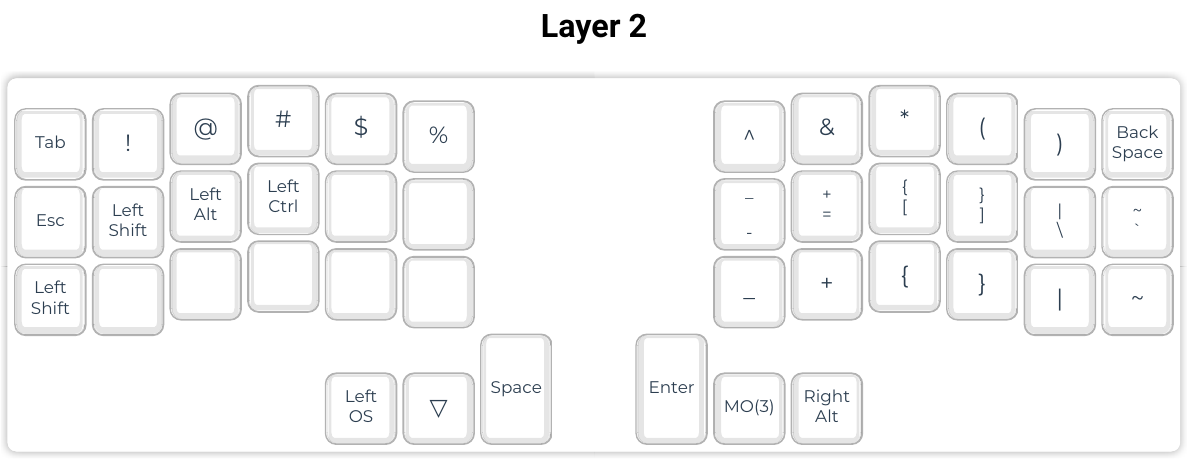 Layer 2
Tab ! @ # $ % ^ & * ( ) Back Space
Esc Left Shift Left Alt Left Ctrl _ - + = { [ } ] | \ ~ `
Left Shift _ + { } | ~
Left OS ▽ Space Enter MO(3) Right Alt